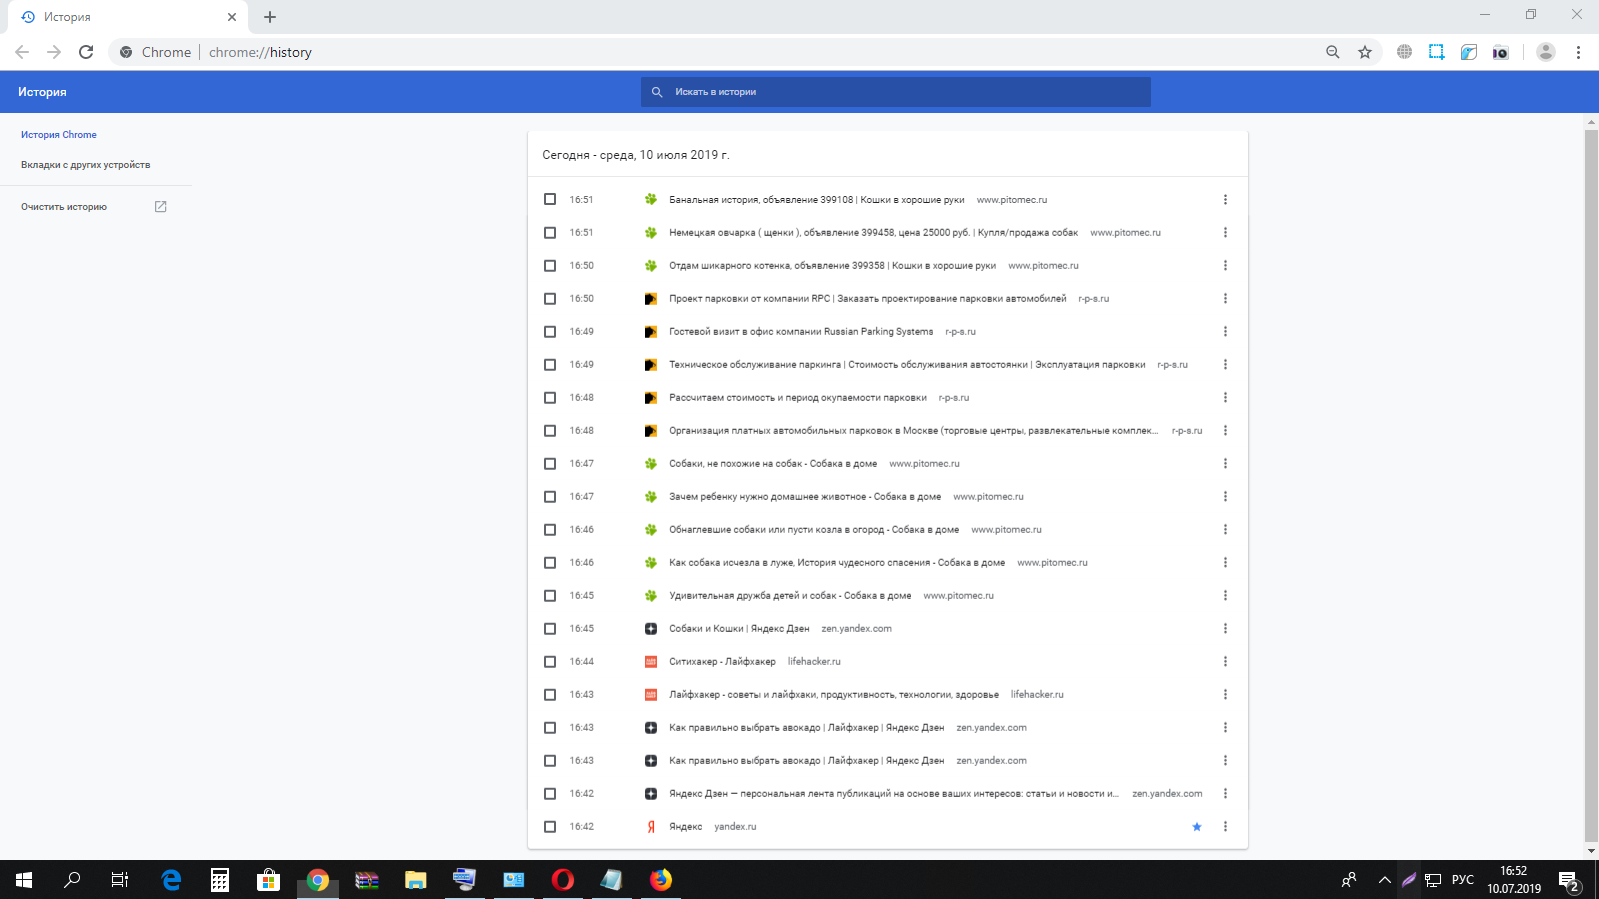 История
Chrome | chrome://history
История
Искать в истории
История Chrome
Вкладки с других устройств
Очистить историю
Сегодня - среда, 10 июля 2019 г.
16:51 Банальная история, объявление 399108 | Кошки в хорошие руки www.pitomec.ru
16:51 Немецкая овчарка ( щенки ), объявление 399458, цена 25000 руб. | Купля/продажа собак www.pitomec.ru
16:50 Отдам шикарного котенка, объявление 399358 | Кошки в хорошие руки www.pitomec.ru
16:50 Проект парковки от компании RPC | Заказать проектирование парковки автомобилей r-p-s.ru
16:49 Гостевой визит в офис компании Russian Parking Systems r-p-s.ru
16:49 Техническое обслуживание паркинга | Стоимость обслуживания автостоянки | Эксплуатация парковки r-p-s.ru
16:48 Рассчитаем стоимость и период окупаемости парковки r-p-s.ru
16:48 Организация платных автомобильных парковок в Москве (торговые центры, развлекательные комплек... r-p-s.ru
16:47 Собаки, не похожие на собак - Собака в доме www.pitomec.ru
16:47 Зачем ребенку нужно домашнее животное - Собака в доме www.pitomec.ru
16:46 Обнаглевшие собаки или пусти козла в огород - Собака в доме www.pitomec.ru
16:46 Как собака исчезла в луже, История чудесного спасения - Собака в доме www.pitomec.ru
16:45 Удивительная дружба детей и собак - Собака в доме www.pitomec.ru
16:45 Собаки и Кошки | Яндекс Дзен zen.yandex.com
16:44 Ситихакер - Лайфхакер lifehacker.ru
16:43 Лайфхакер - советы и лайфхаки, продуктивность, технологии, здоровье lifehacker.ru
16:43 Как правильно выбрать авокадо | Лайфхакер | Яндекс Дзен zen.yandex.com
16:43 Как правильно выбрать авокадо | Лайфхакер | Яндекс Дзен zen.yandex.com
16:42 Яндекс Дзен — персональная лента публикаций на основе ваших интересов: статьи и новости и... zen.yandex.com
16:42 Я Яндекс yandex.ru
РУС
16:52
10.07.2019
2